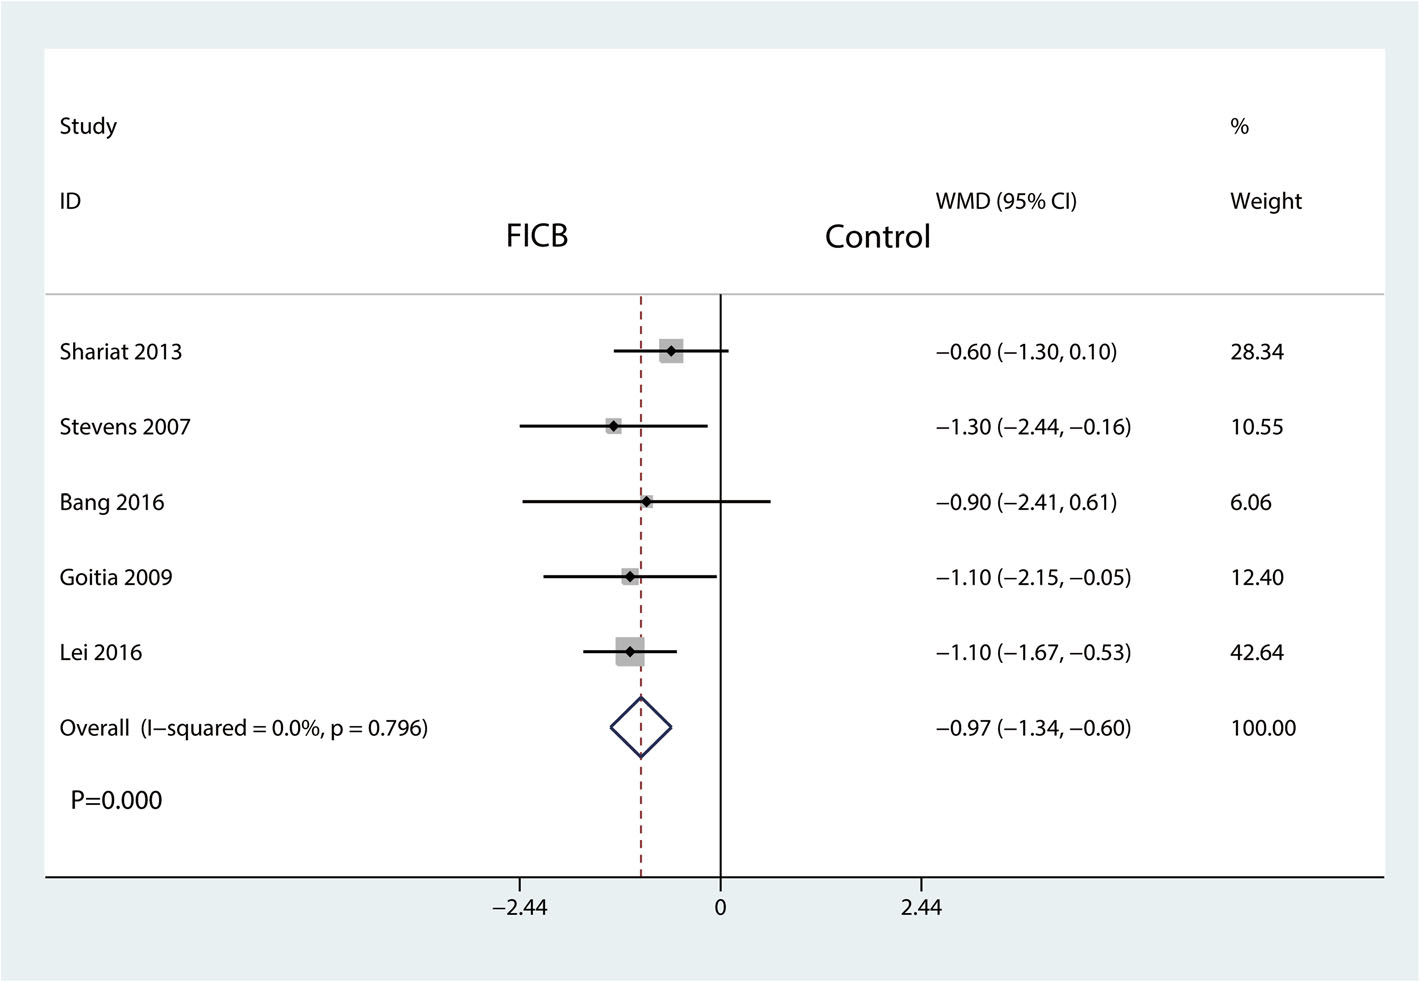 Study %
ID WMD (95% CI) Weight
FICB Control
Shariat 2013 −0.60 (−1.30, 0.10) 28.34
Stevens 2007 −1.30 (−2.44, −0.16) 10.55
Bang 2016 −0.90 (−2.41, 0.61) 6.06
Goitia 2009 −1.10 (−2.15, −0.05) 12.40
Lei 2016 −1.10 (−1.67, −0.53) 42.64
Overall (I−squared = 0.0%, p = 0.796) −0.97 (−1.34, −0.60) 100.00
P=0.000
−2.44 0 2.44